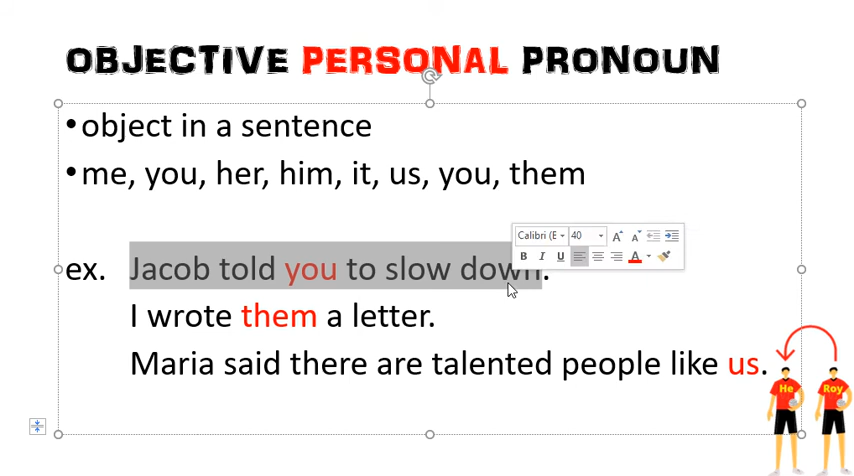 OBJECTIVE PERSONAL PRONOUN
•object in a sentence
•me, you, her, him, it, us, you, them
Calibri (E 40
B I U A
ex. Jacob told you to slow down.
I wrote them a letter.
Maria said there are talented people like us.
He Roy